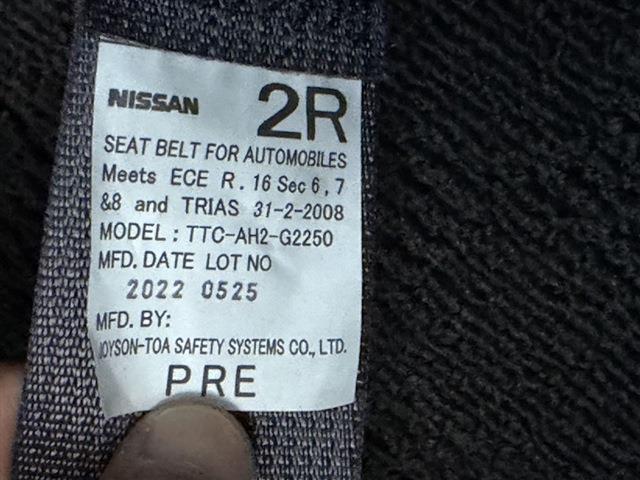 NISSAN 2R
SEAT BELT FOR AUTOMOBILES
Meets ECE R. 16 Sec 6, 7
&8 and TRIAS 31-2-2008
MODEL : TTC-AH2-G2250
MFD. DATE LOT NO
2022 0525
MFD. BY:
JOYSON-TOA SAFETY SYSTEMS CO., LTD.
PRE